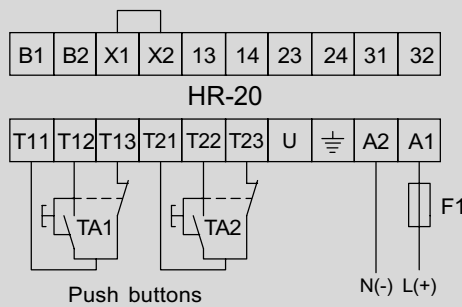 B1 B2 X1 X2 13 14 23 24 31 32
HR-20
T11 T12 T13 T21 T22 T23 U A2 A1
F1
TA1 TA2
N(-) L(+)
Push buttons